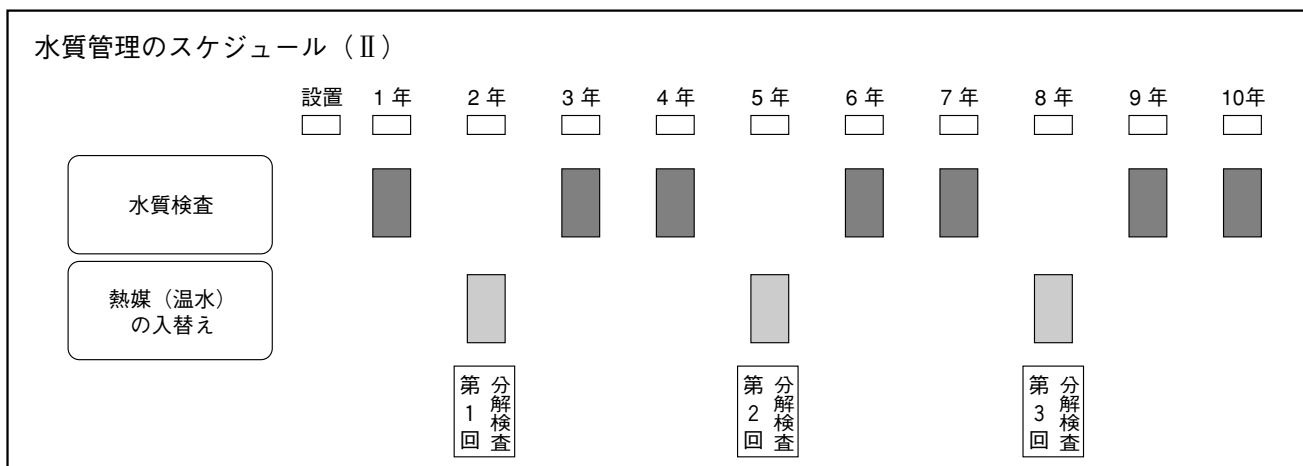 水質管理のスケジュール（Ⅱ）
設置 1年 2年 3年 4年 5年 6年 7年 8年 9年 10年
水質検査
熱媒（温水）
の入替え
第1回
分解検査
第2回
分解検査
第3回
分解検査